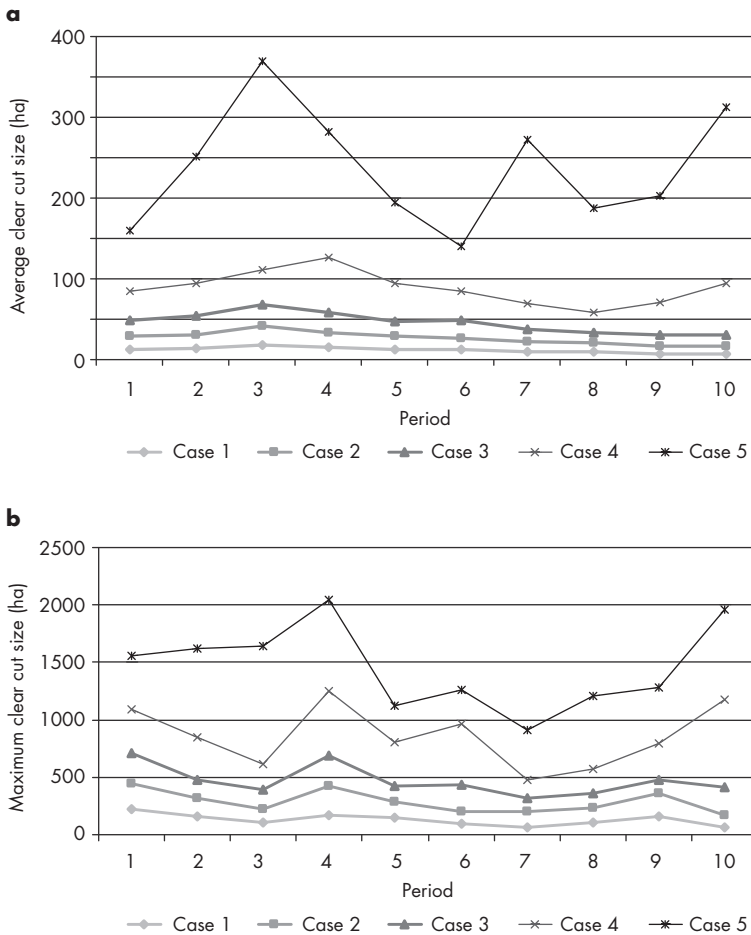 a
Average clear cut size (ha)
400
300
200
100
0
1 2 3 4 5 6 7 8 9 10
Period
Case 1 Case 2 Case 3 Case 4 Case 5
b
Maximum clear cut size (ha)
2500
2000
1500
1000
500
0
1 2 3 4 5 6 7 8 9 10
Period
Case 1 Case 2 Case 3 Case 4 Case 5